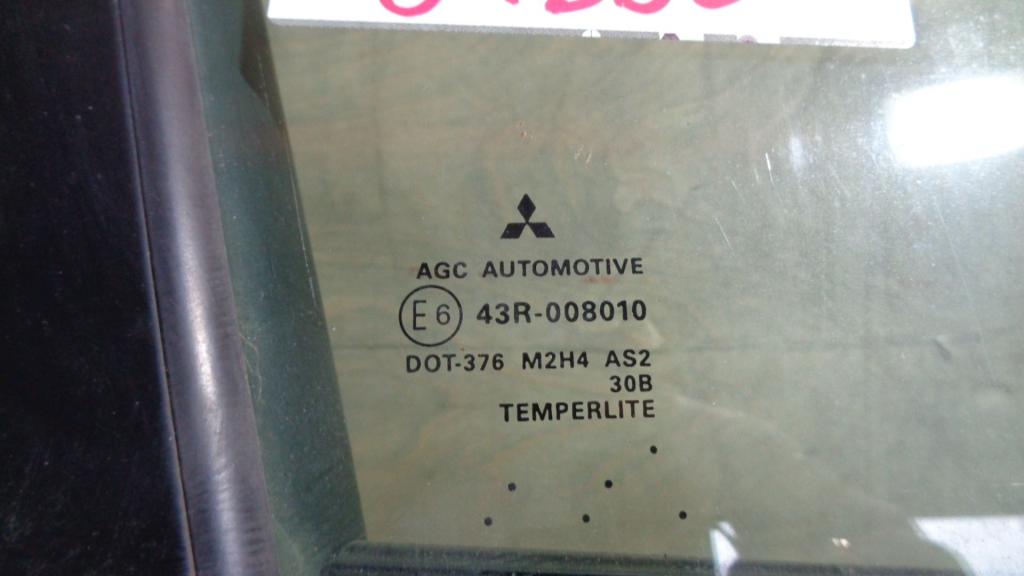 AGC AUTOMOTIVE
E6 43R-008010
DOT-376 M2H4 AS2
30B
TEMPERLITE